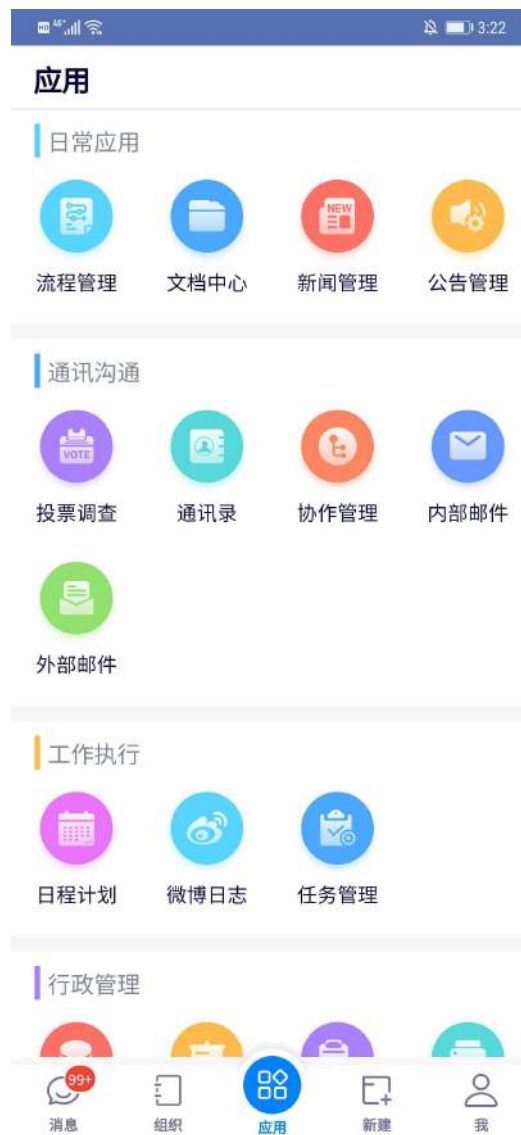 HD 46 3:22
应用
日常应用
NEW
流程管理 文档中心 新闻管理 公告管理
通讯沟通
VOTE
投票调查 通讯录 协作管理 内部邮件
外部邮件
工作执行
日程计划 微博日志 任务管理
行政管理
99+
消息 组织 应用 新建 我